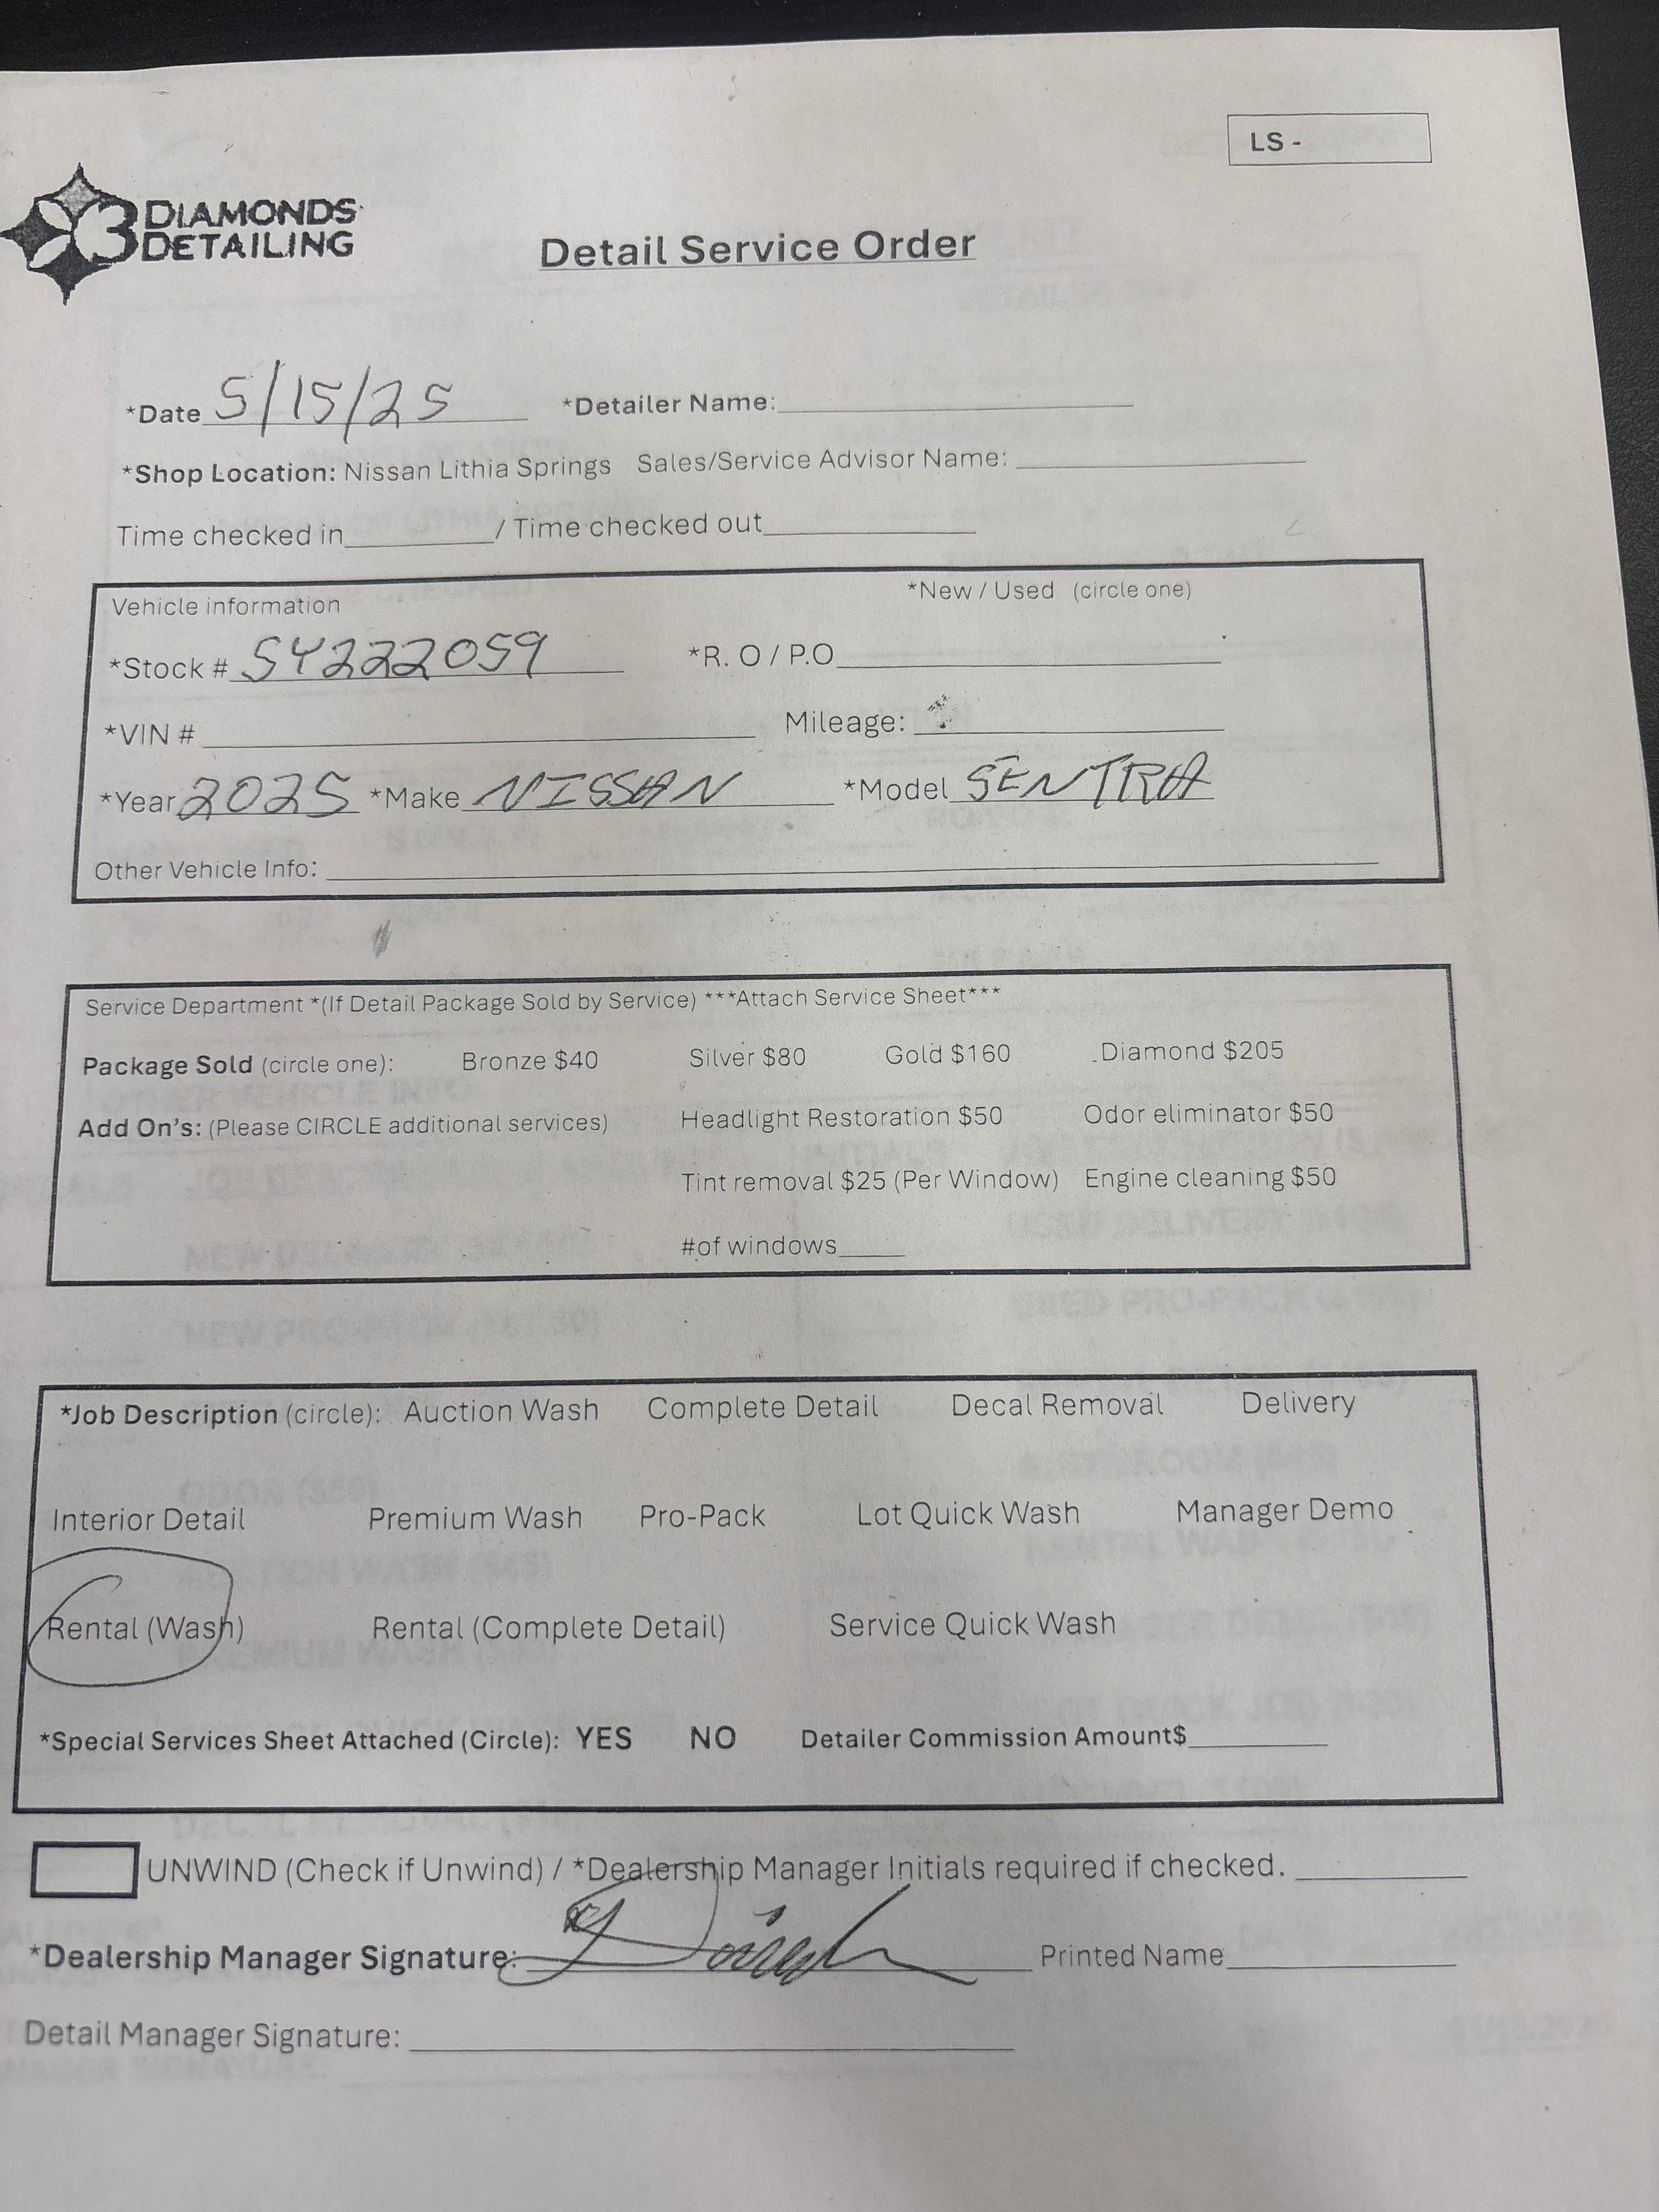 LS -
3 DIAMONDS DETAILING
Detail Service Order
*Date 5/15/25 *Detailer Name:
*Shop Location: Nissan Lithia Springs Sales/Service Advisor Name:
Time checked in / Time checked out
Vehicle information *New / Used (circle one)
*Stock # SY222059 *R. O / P.O
*VIN # Mileage:
*Year 2025 *Make NISSAN *Model SENTRA
Other Vehicle Info:
Service Department *(If Detail Package Sold by Service) ***Attach Service Sheet***
Package Sold (circle one): Bronze $40 Silver $80 Gold $160 Diamond $205
Add On's: (Please CIRCLE additional services) Headlight Restoration $50 Odor eliminator $50
Tint removal $25 (Per Window) Engine cleaning $50
#of windows
*Job Description (circle): Auction Wash Complete Detail Decal Removal Delivery
Interior Detail Premium Wash Pro-Pack Lot Quick Wash Manager Demo
Rental (Wash) Rental (Complete Detail) Service Quick Wash
*Special Services Sheet Attached (Circle): YES NO Detailer Commission Amount$
UNWIND (Check if Unwind) / *Dealership Manager Initials required if checked.
*Dealership Manager Signature: Printed Name
Detail Manager Signature: